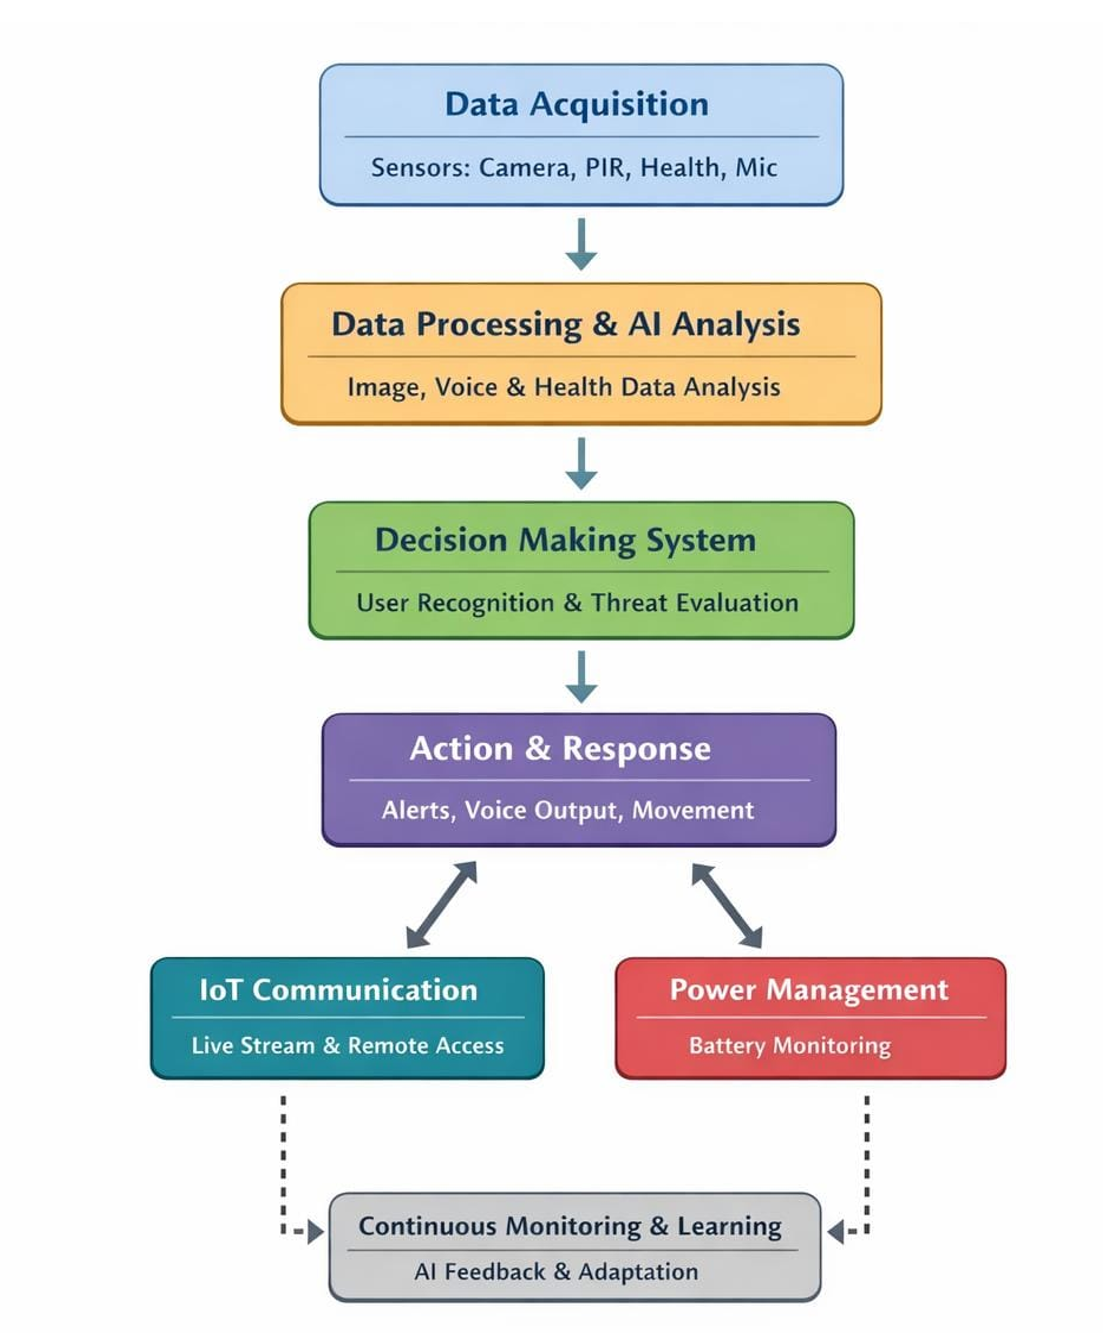 Data Acquisition
Sensors: Camera, PIR, Health, Mic
Data Processing & AI Analysis
Image, Voice & Health Data Analysis
Decision Making System
User Recognition & Threat Evaluation
Action & Response
Alerts, Voice Output, Movement
IoT Communication
Live Stream & Remote Access
Power Management
Battery Monitoring
Continuous Monitoring & Learning
AI Feedback & Adaptation